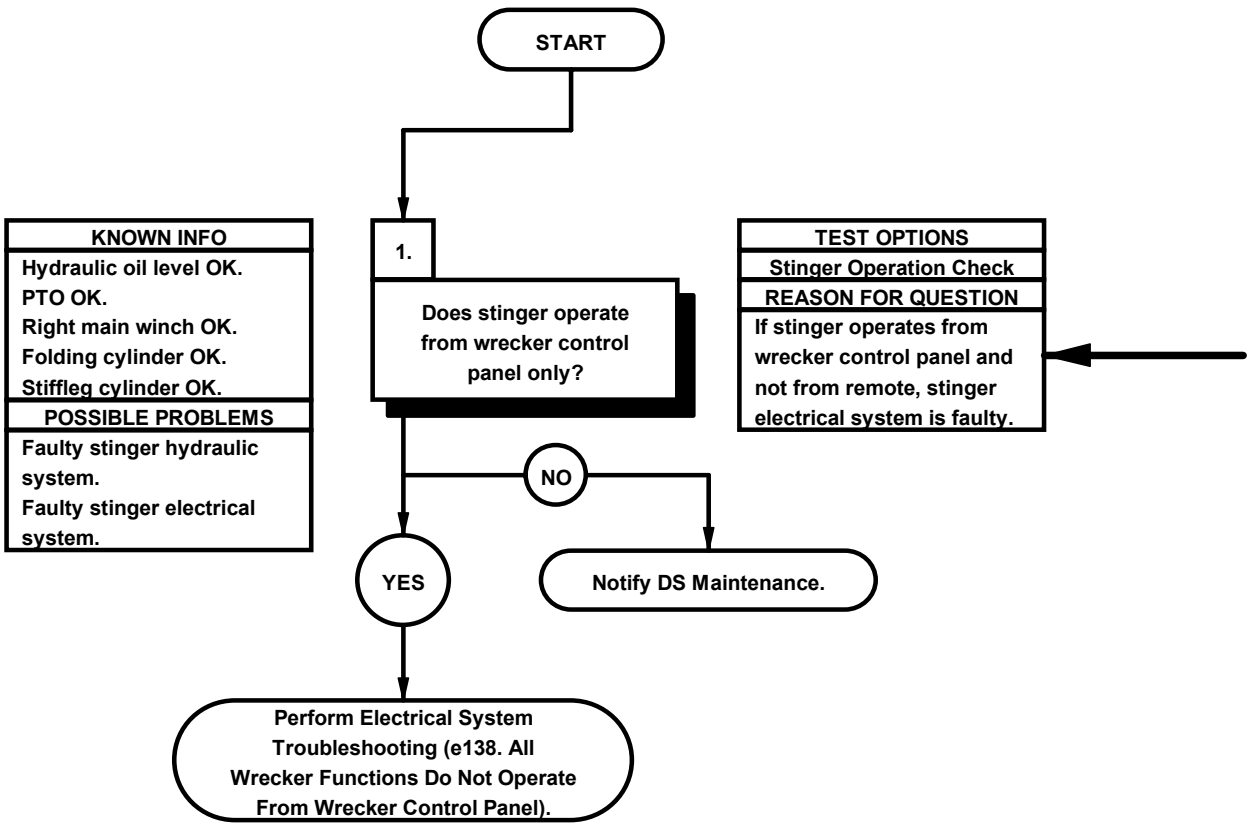 START
KNOWN INFO
Hydraulic oil level OK.
PTO OK.
Right main winch OK.
Folding cylinder OK.
Stiffleg cylinder OK.
POSSIBLE PROBLEMS
Faulty stinger hydraulic
system.
Faulty stinger electrical
system.
1.
Does stinger operate
from wrecker control
panel only?
TEST OPTIONS
Stinger Operation Check
REASON FOR QUESTION
If stinger operates from
wrecker control panel and
not from remote, stinger
electrical system is faulty.
NO
YES
Notify DS Maintenance.
Perform Electrical System
Troubleshooting (e138. All
Wrecker Functions Do Not Operate
From Wrecker Control Panel).